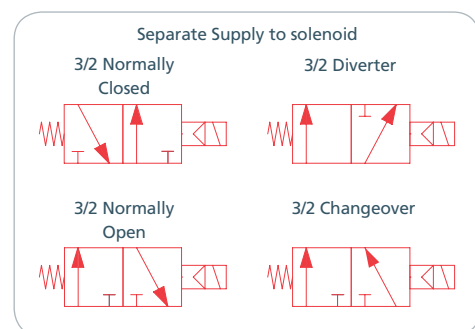 Separate Supply to solenoid
3/2 Normally
Closed
3/2 Diverter
3/2 Normally
Open
3/2 Changeover